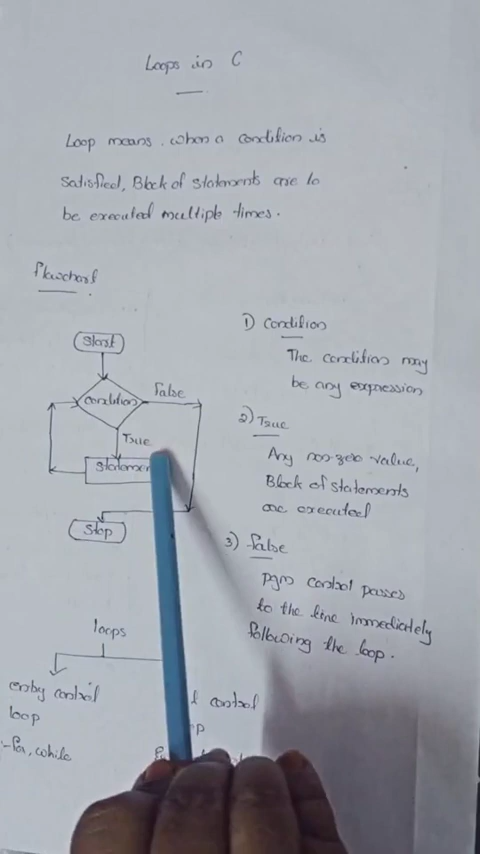 Loops in C
Loop means, when a condition is
satisfied, Block of statements are to
be executed multiple times.
flowchart
Start
condition
False
True
Stop
1) Condition
The condition may
be any expression
2) True
Any non-zero value,
Block of statements
are executed
3) False
pgm control passes
to the line immediately
following the loop.
loops
entry control
loop
control
:-for, while